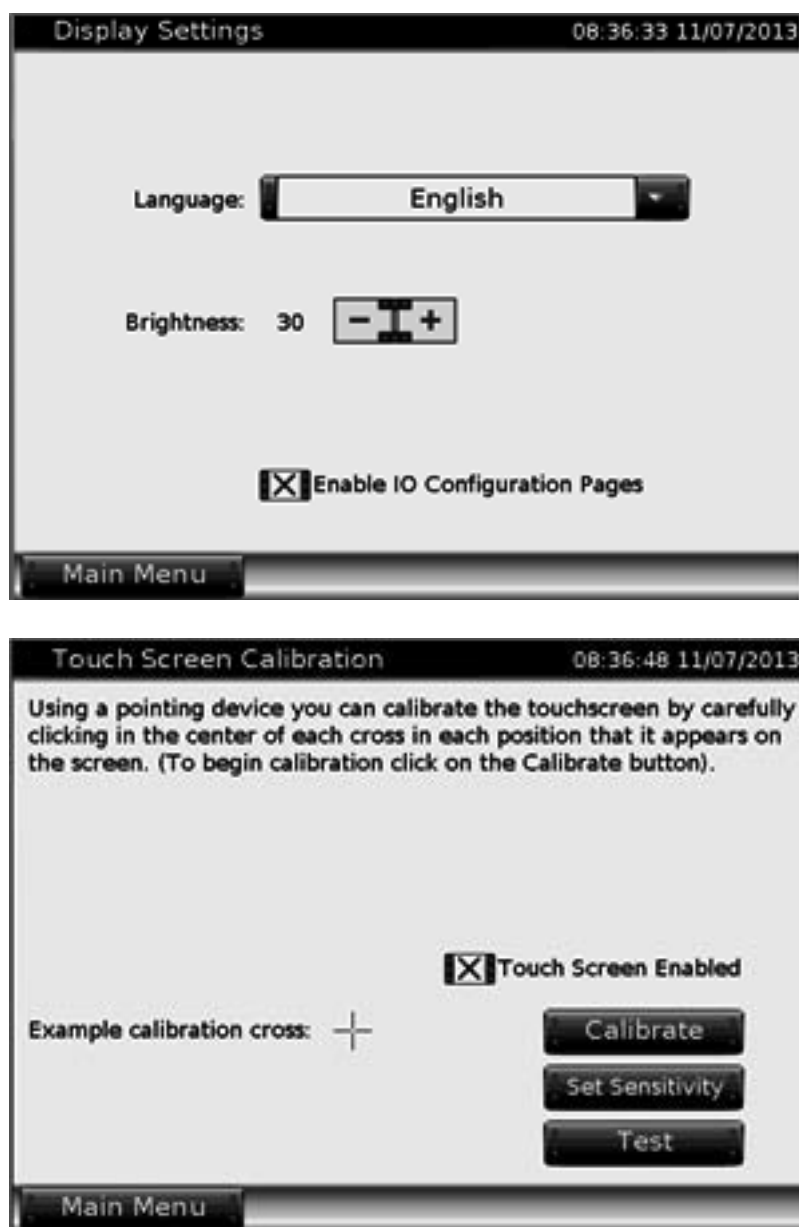 Display Settings 08:36:33 11/07/2013
Language: English
Brightness: 30 - +
Enable IO Configuration Pages
Main Menu
Touch Screen Calibration 08:36:48 11/07/2013
Using a pointing device you can calibrate the touchscreen by carefully
clicking in the center of each cross in each position that it appears on
the screen. (To begin calibration click on the Calibrate button).
Touch Screen Enabled
Example calibration cross:
Calibrate
Set Sensitivity
Test
Main Menu